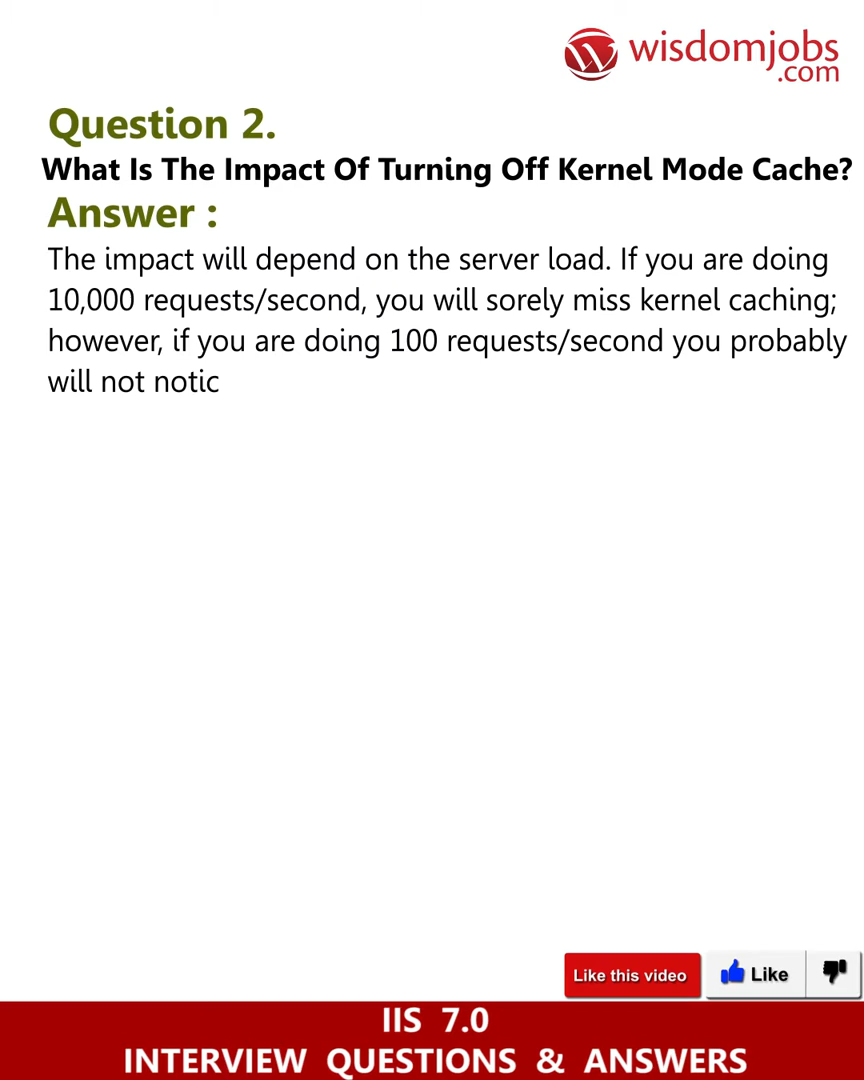 wisdomjobs
.com
Question 2.
What Is The Impact Of Turning Off Kernel Mode Cache?
Answer :
The impact will depend on the server load. If you are doing
10,000 requests/second, you will sorely miss kernel caching;
however, if you are doing 100 requests/second you probably
will not notic
Like this video
Like
IIS 7.0
INTERVIEW QUESTIONS & ANSWERS